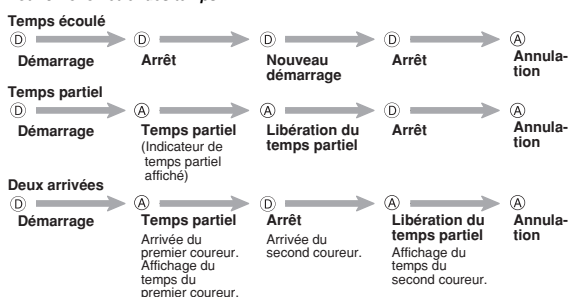 Temps écoulé
D D D D A
Démarrage Arrêt Nouveau démarrage Arrêt Annula-tion
Temps partiel
D A A D A
Démarrage Temps partiel (Indicateur de temps partiel affiché) Libération du temps partiel Arrêt Annula-tion
Deux arrivées
D A D A A
Démarrage Temps partiel Arrêt Libération du temps partiel Annula-tion
Arrivée du premier coureur. Affichage du temps du premier coureur.
Arrivée du second coureur.
Affichage du temps du second coureur.